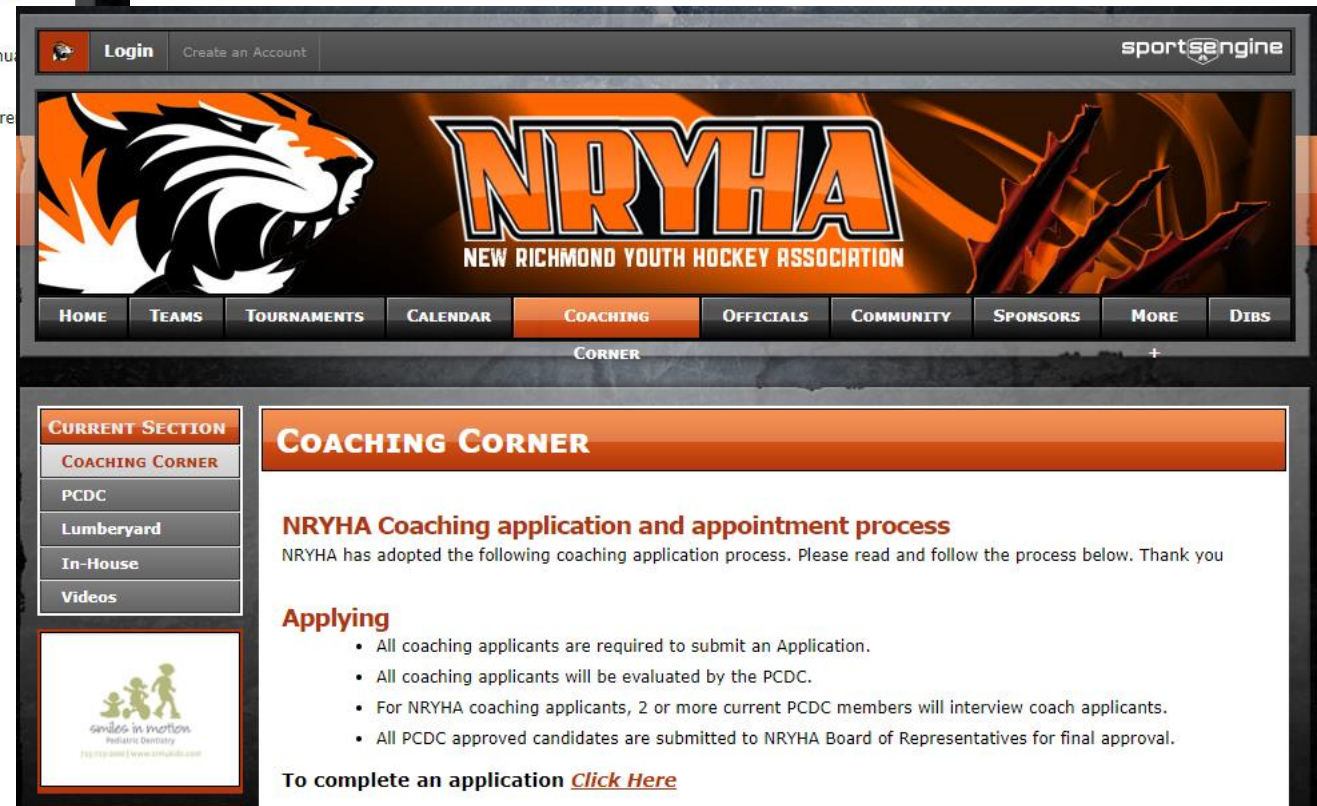 nua
re
Login Create an Account sportsengine
NRYHA
NEW RICHMOND YOUTH HOCKEY ASSOCIATION
HOME TEAMS TOURNAMENTS CALENDAR COACHING OFFICIALS COMMUNITY SPONSORS MORE DIBS
CORNER +
CURRENT SECTION
COACHING CORNER
PCDC
Lumberyard
In-House
Videos
smiles in motion
Pediatric Dentistry
COACHING CORNER
NRYHA Coaching application and appointment process
NRYHA has adopted the following coaching application process. Please read and follow the process below. Thank you
Applying
• All coaching applicants are required to submit an Application.
• All coaching applicants will be evaluated by the PCDC.
• For NRYHA coaching applicants, 2 or more current PCDC members will interview coach applicants.
• All PCDC approved candidates are submitted to NRYHA Board of Representatives for final approval.
To complete an application Click Here